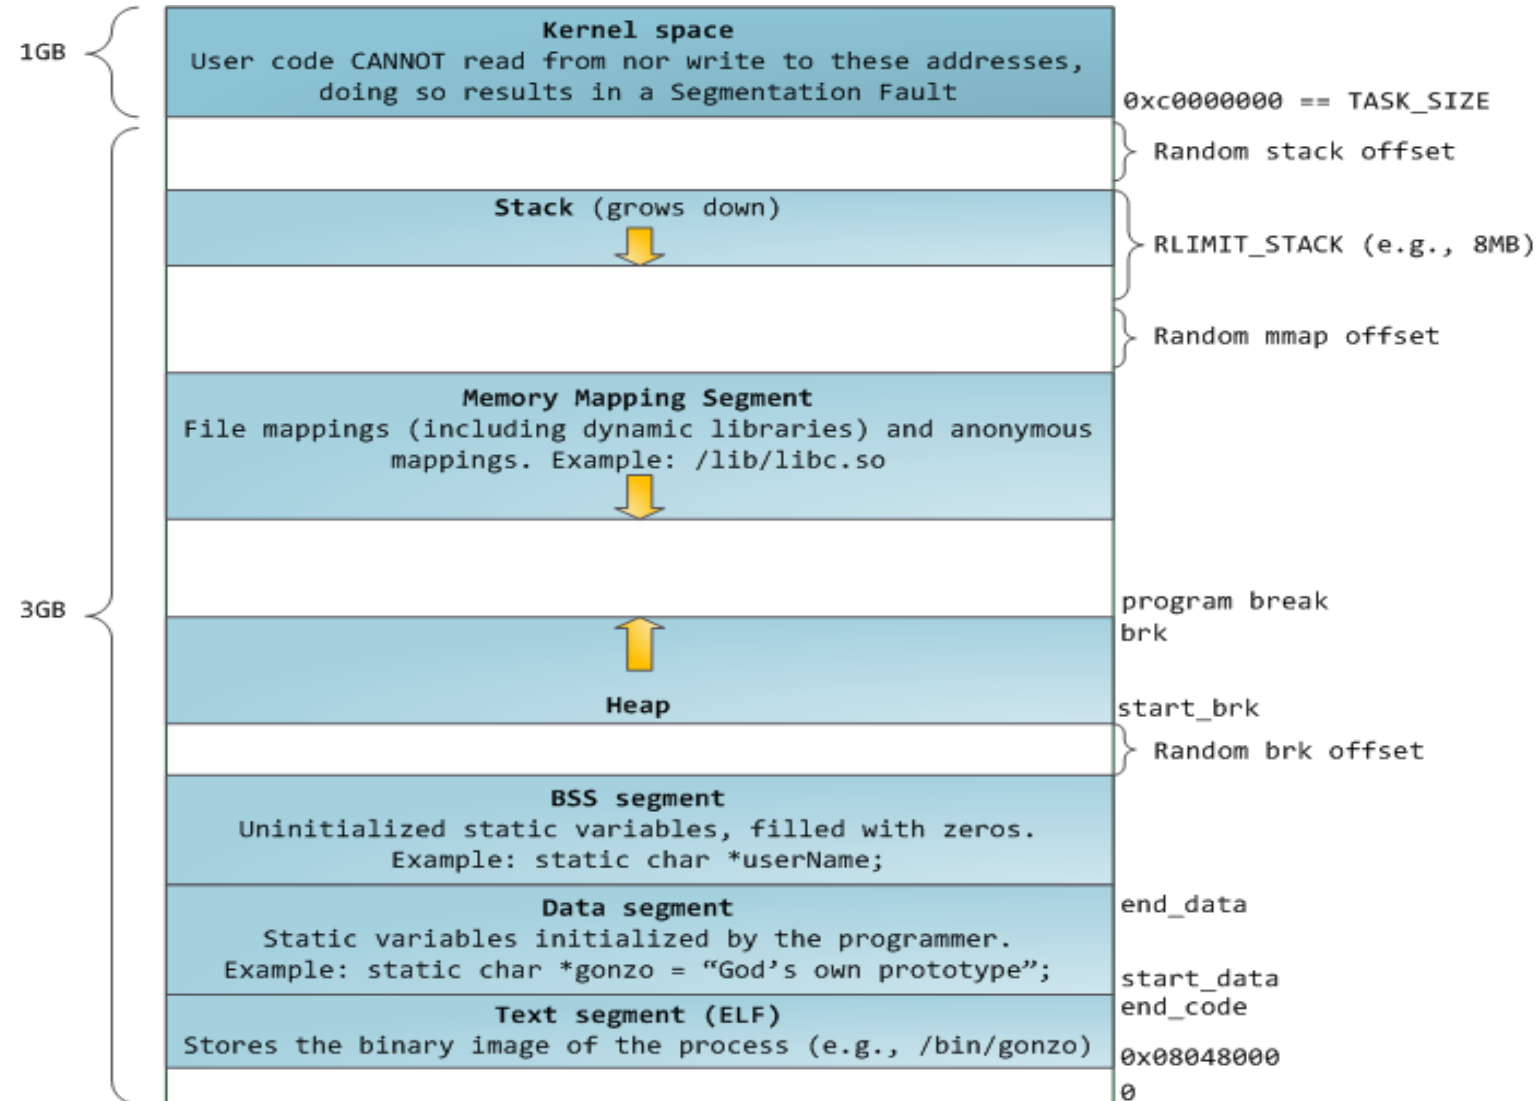 1GB
Kernel space
User code CANNOT read from nor write to these addresses,
doing so results in a Segmentation Fault
0xc0000000 == TASK_SIZE
Random stack offset
Stack (grows down)
RLIMIT_STACK (e.g., 8MB)
Random mmap offset
Memory Mapping Segment
File mappings (including dynamic libraries) and anonymous
mappings. Example: /lib/libc.so
3GB
program break
brk
Heap
start_brk
Random brk offset
BSS segment
Uninitialized static variables, filled with zeros.
Example: static char *userName;
Data segment
Static variables initialized by the programmer.
Example: static char *gonzo = “God’s own prototype”;
end_data
start_data
end_code
Text segment (ELF)
Stores the binary image of the process (e.g., /bin/gonzo)
0x08048000
0